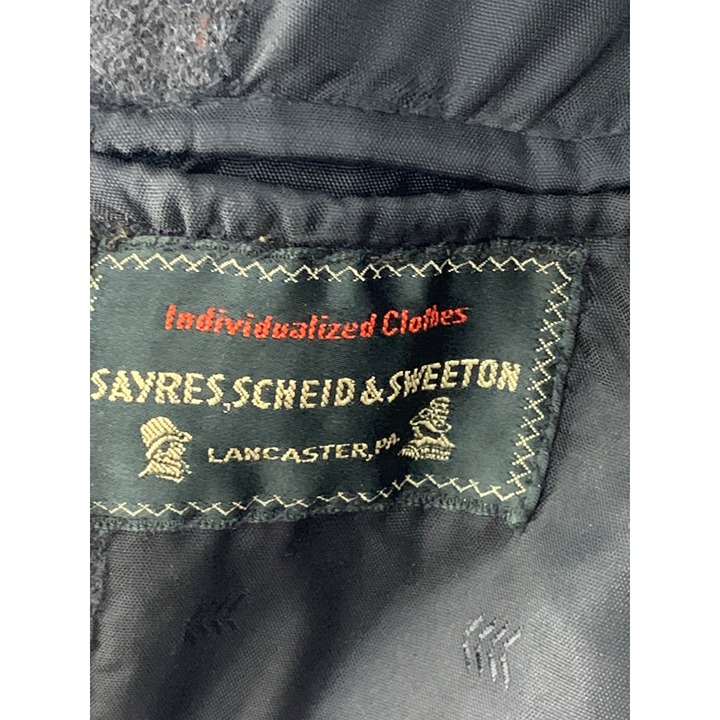 Individualized Clothes
SAYRES, SCHEID & SWEETON
LANCASTER, PA.